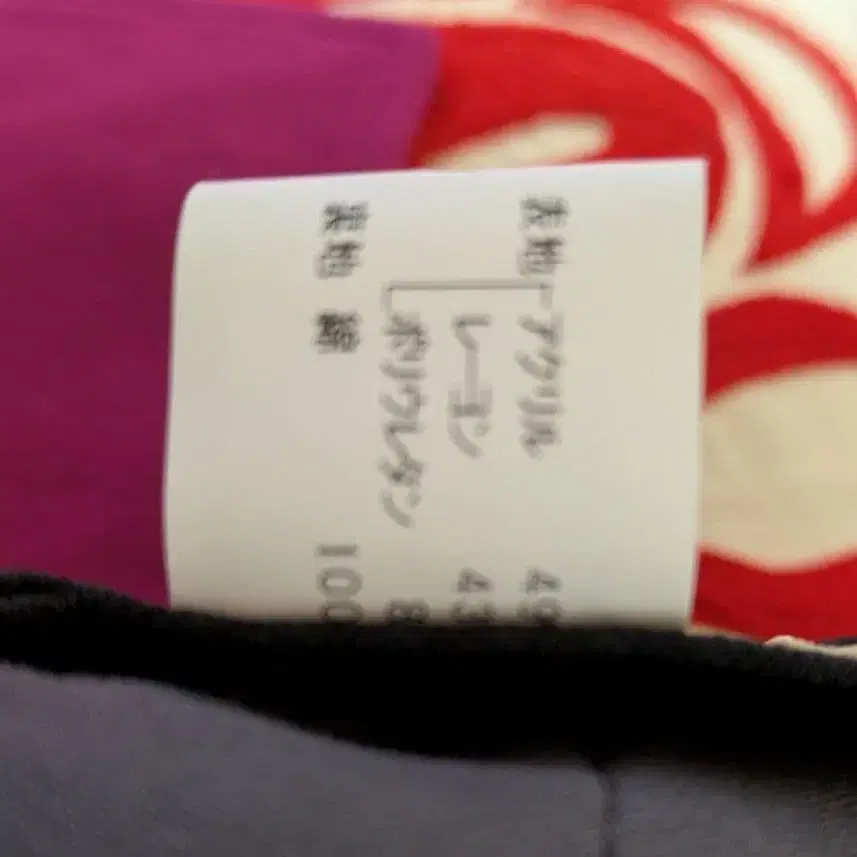 表地 アクリル 49
レーヨン 43
ポリウレタン 8
裏地 綿 100